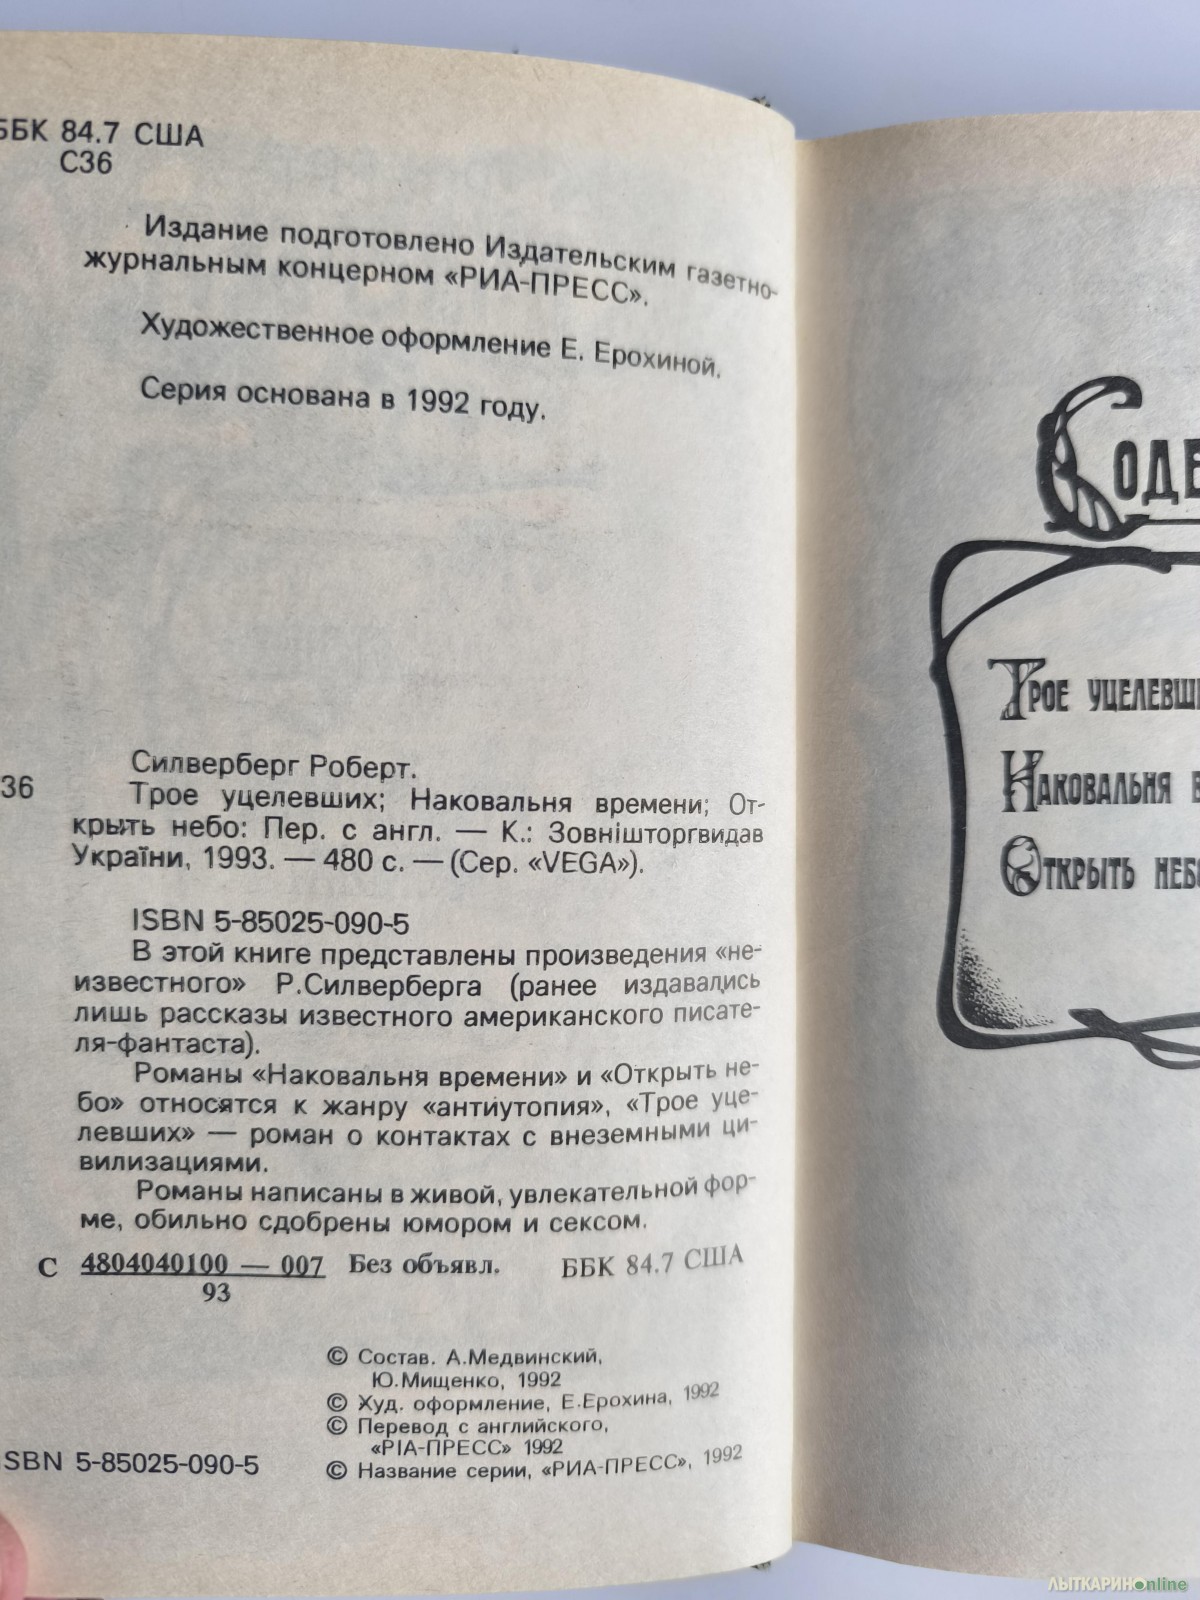 ББК 84.7 США
С36
Издание подготовлено Издательским газетно-
журнальным концерном «РИА-ПРЕСС».
Художественное оформление Е. Ерохиной.
Серия основана в 1992 году.
Силверберг Роберт.
36
Трое уцелевших; Наковальня времени; От-
крыть небо: Пер. с англ. — К.: Зовнішторгвидав
України, 1993. — 480 с. — (Сер. «VEGA»).
ISBN 5-85025-090-5
В этой книге представлены произведения «не-
известного» Р.Силверберга (ранее издавались
лишь рассказы известного американского писате-
ля-фантаста).
Романы «Наковальня времени» и «Открыть не-
бо» относятся к жанру «антиутопия», «Трое уце-
левших» — роман о контактах с внеземными ци-
вилизациями.
Романы написаны в живой, увлекательной фор-
ме, обильно сдобрены юмором и сексом.
С 4804040100 — 007 Без объявл. ББК 84.7 США
93
© Состав. А.Медвинский,
Ю.Мищенко, 1992
© Худ. оформление, Е.Ерохина, 1992
© Перевод с английского,
«РІА-ПРЕСС» 1992
© Название серии, «РИА-ПРЕСС», 1992
ISBN 5-85025-090-5
Соде
Трое уцелевши
Наковальня в
Открыть небо
ЛЫТКАРИНОonline